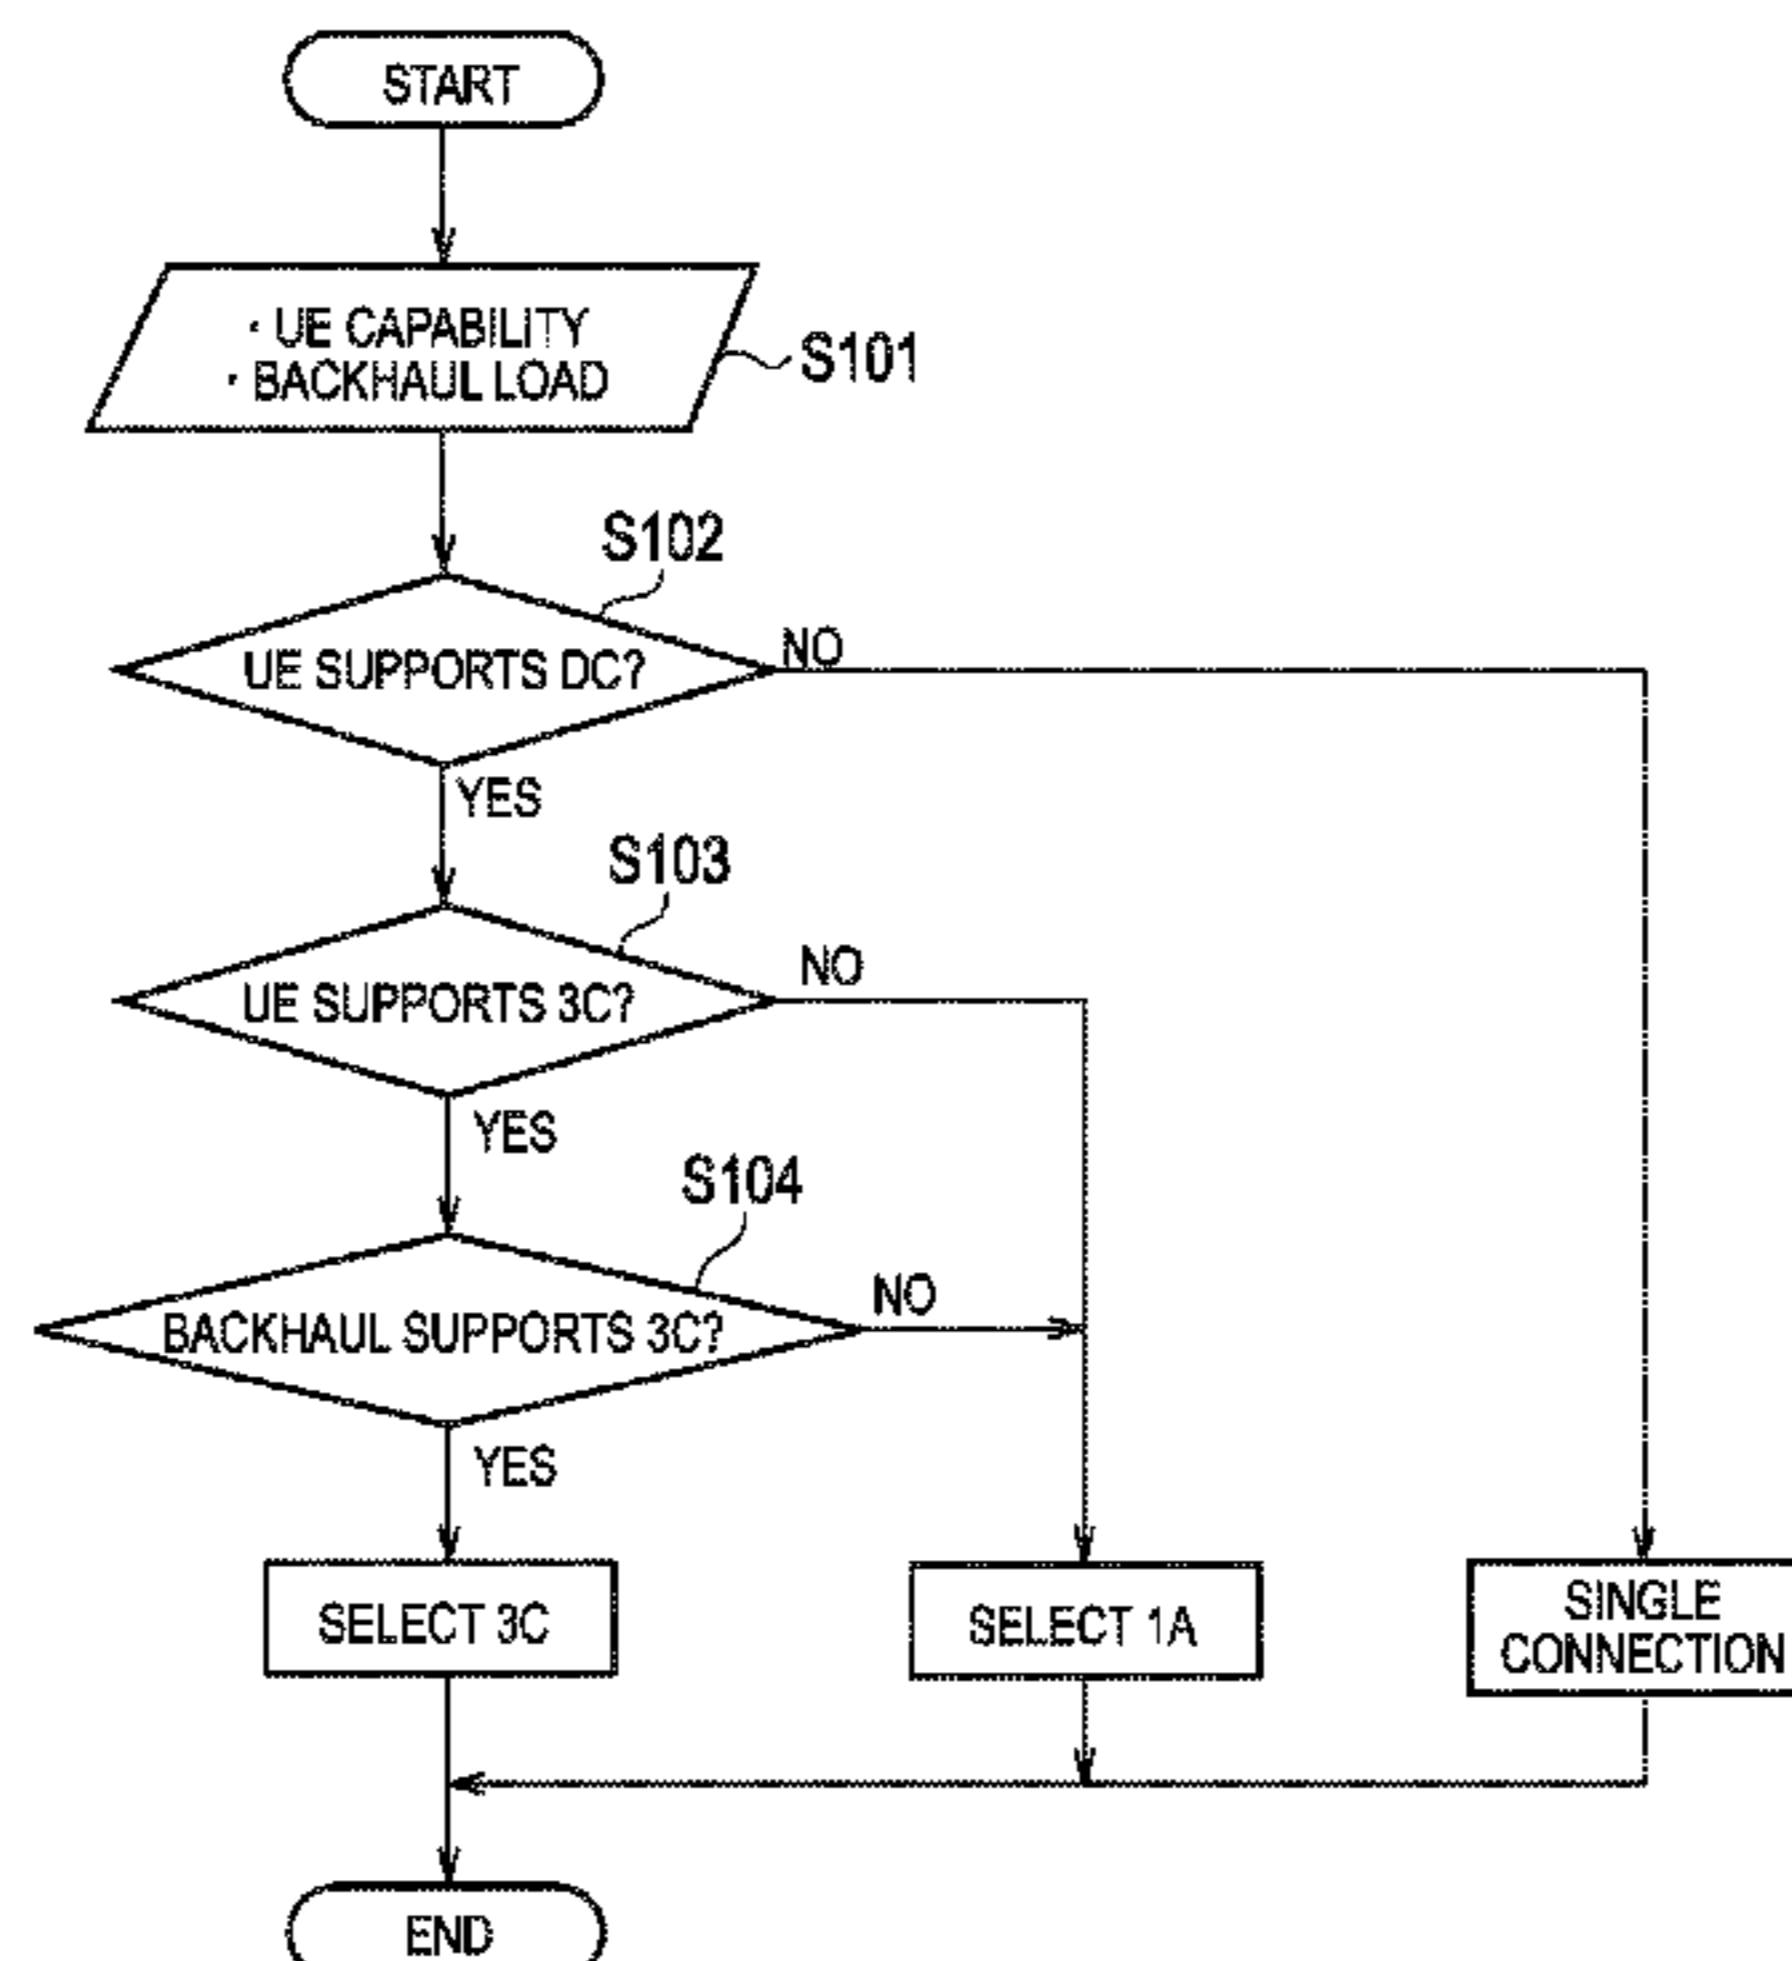 START
· UE CAPABILITY
· BACKHAUL LOAD
S101
S102
UE SUPPORTS DC?
NO
YES
S103
UE SUPPORTS 3C?
NO
YES
S104
BACKHAUL SUPPORTS 3C?
NO
YES
SELECT 3C
SELECT 1A
SINGLE
CONNECTION
END